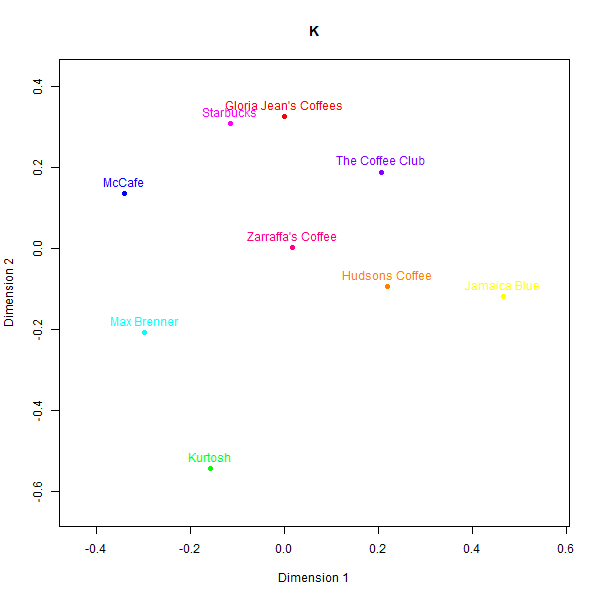 K
Gloria Jean's Coffees
Starbucks
The Coffee Club
McCafe
Zarraffa's Coffee
Hudsons Coffee
Jamaica Blue
Max Brenner
Kurtosh
Dimension 2
0.4
0.2
0.0
-0.2
-0.4
-0.6
-0.4 -0.2 0.0 0.2 0.4 0.6
Dimension 1